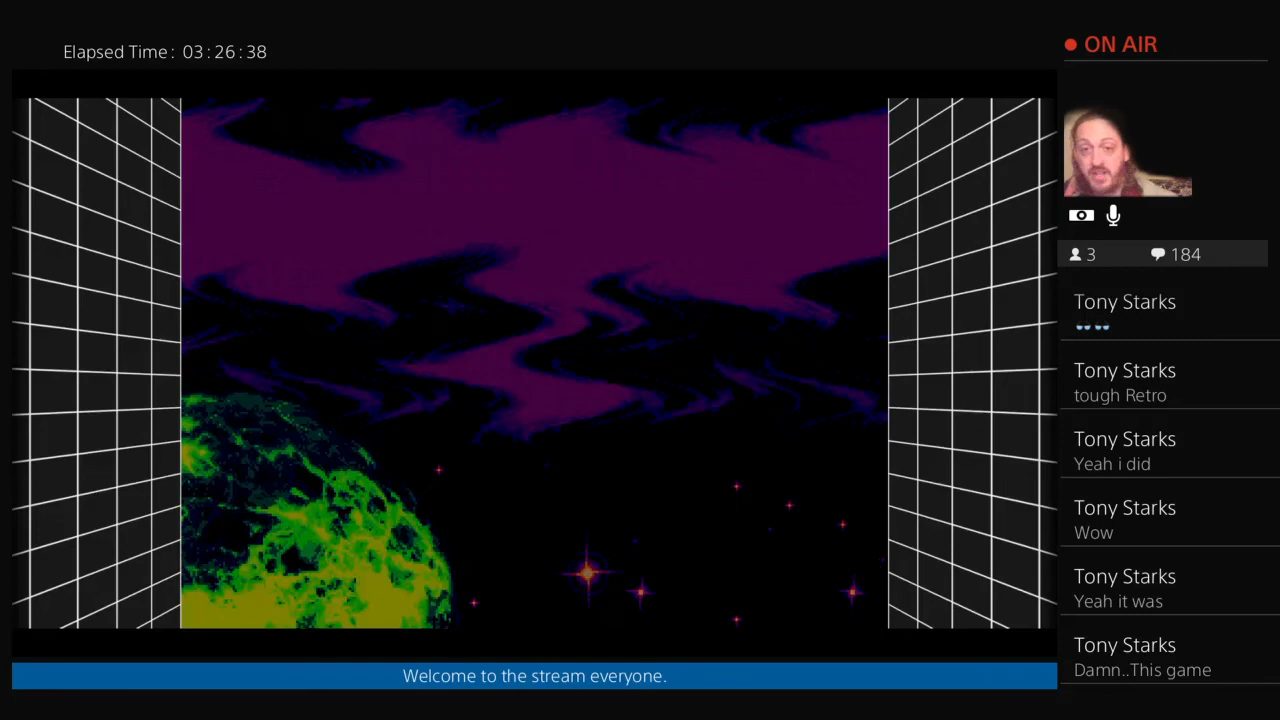 Elapsed Time: 03:26:38
ON AIR
3 184
Tony Starks
🕶️🕶️
Tony Starks
tough Retro
Tony Starks
Yeah i did
Tony Starks
Wow
Tony Starks
Yeah it was
Tony Starks
Damn..This game
Welcome to the stream everyone.